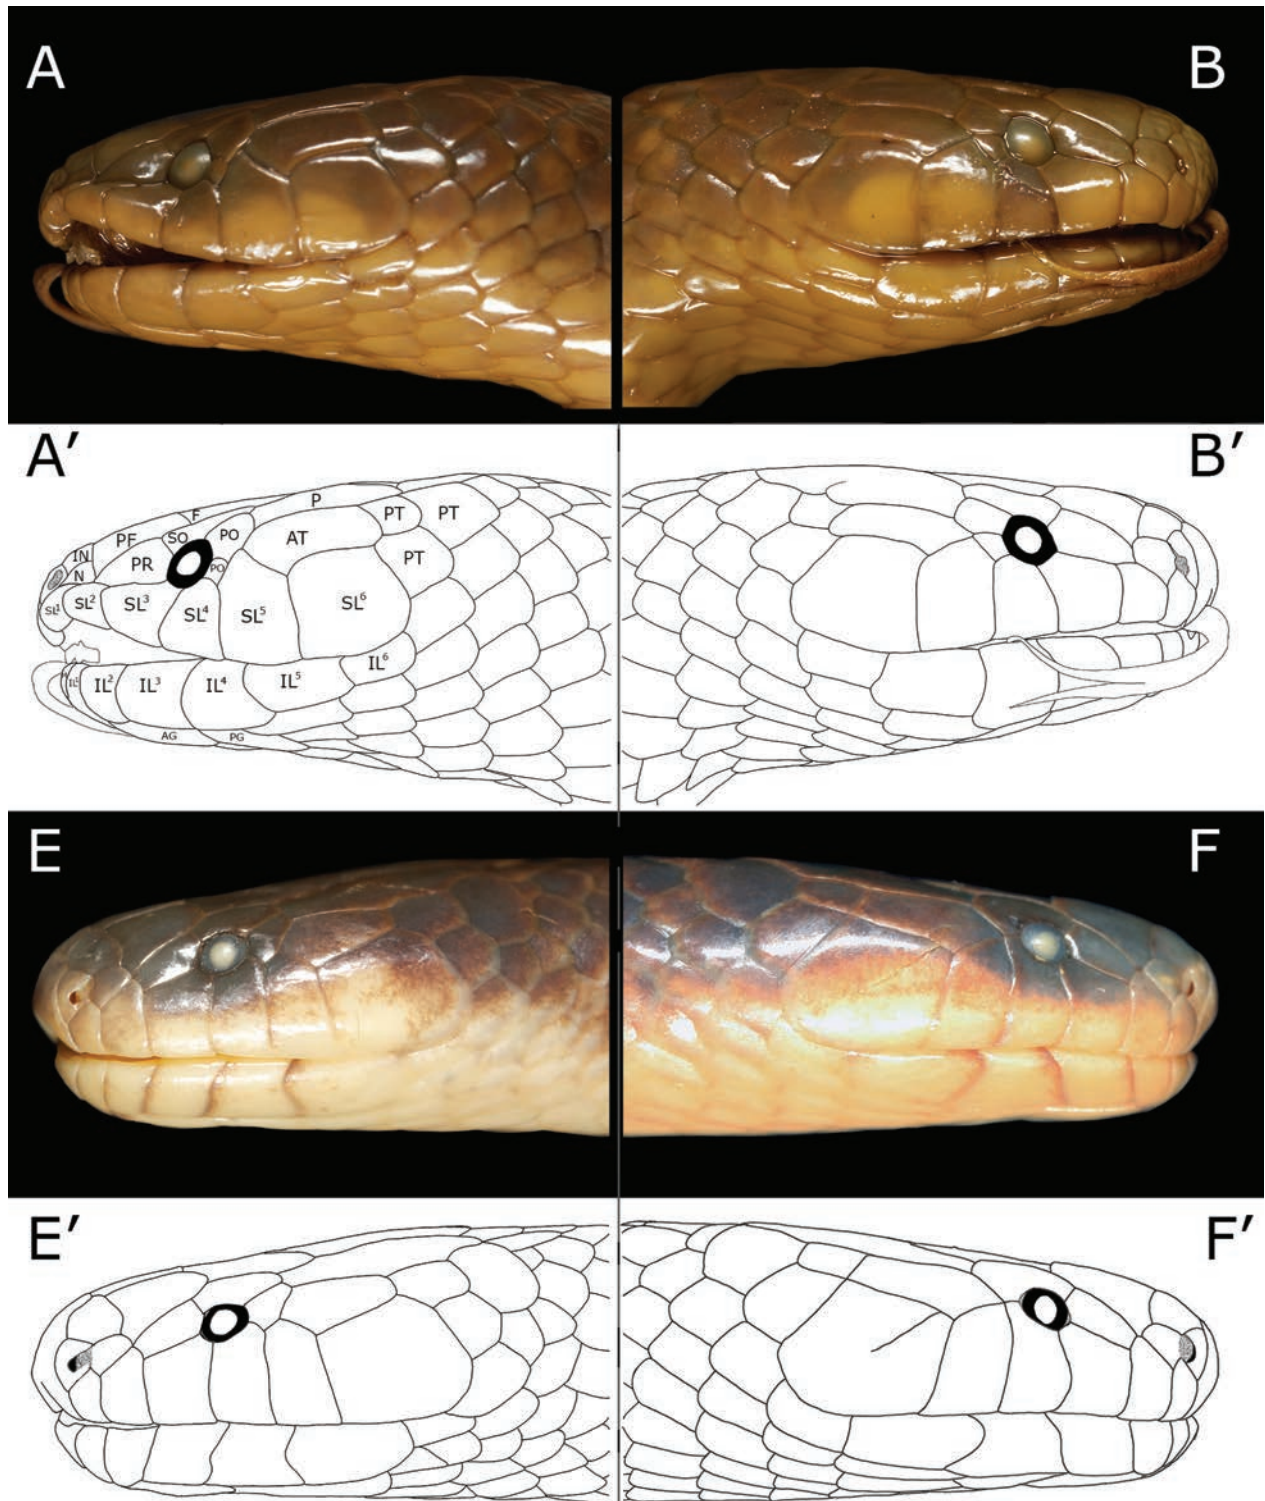 A B
A′ B′
F P
PF SO PO PT PT
IN AT
N PR PO PT
SL¹ SL² SL³ SL⁴ SL⁵ SL⁶
IL¹ IL² IL³ IL⁴ IL⁵ IL⁶
AG PG
E F
E′ F′